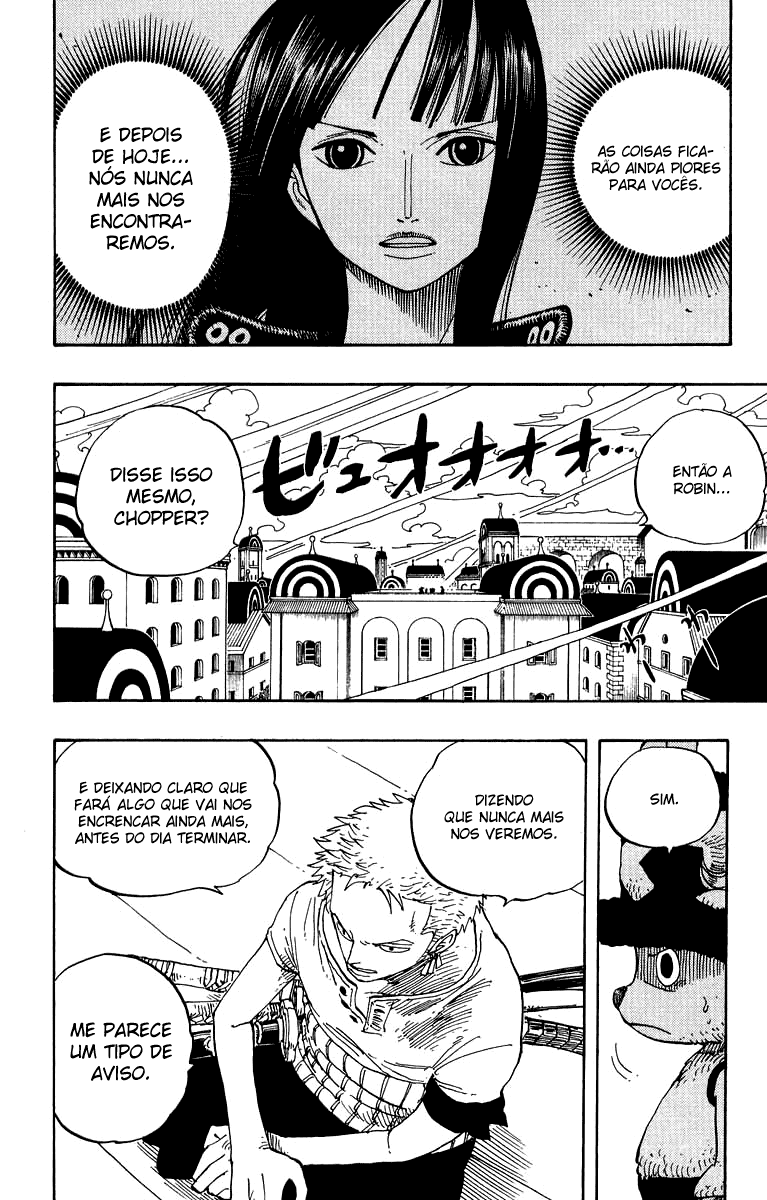 AS COISAS FICA-
RÃO AINDA PIORES
PARA VOCÊS.
E DEPOIS
DE HOJE...
NÓS NUNCA
MAIS NOS
ENCONTRA-
REMOS.
ENTÃO A
ROBIN...
ビュオオオオ...
DISSE ISSO
MESMO,
CHOPPER?
SIM.
DIZENDO
QUE NUNCA MAIS
NOS VEREMOS.
E DEIXANDO CLARO QUE
FARÁ ALGO QUE VAI NOS
ENCRENCAR AINDA MAIS,
ANTES DO DIA TERMINAR.
ME PARECE
UM TIPO DE
AVISO.